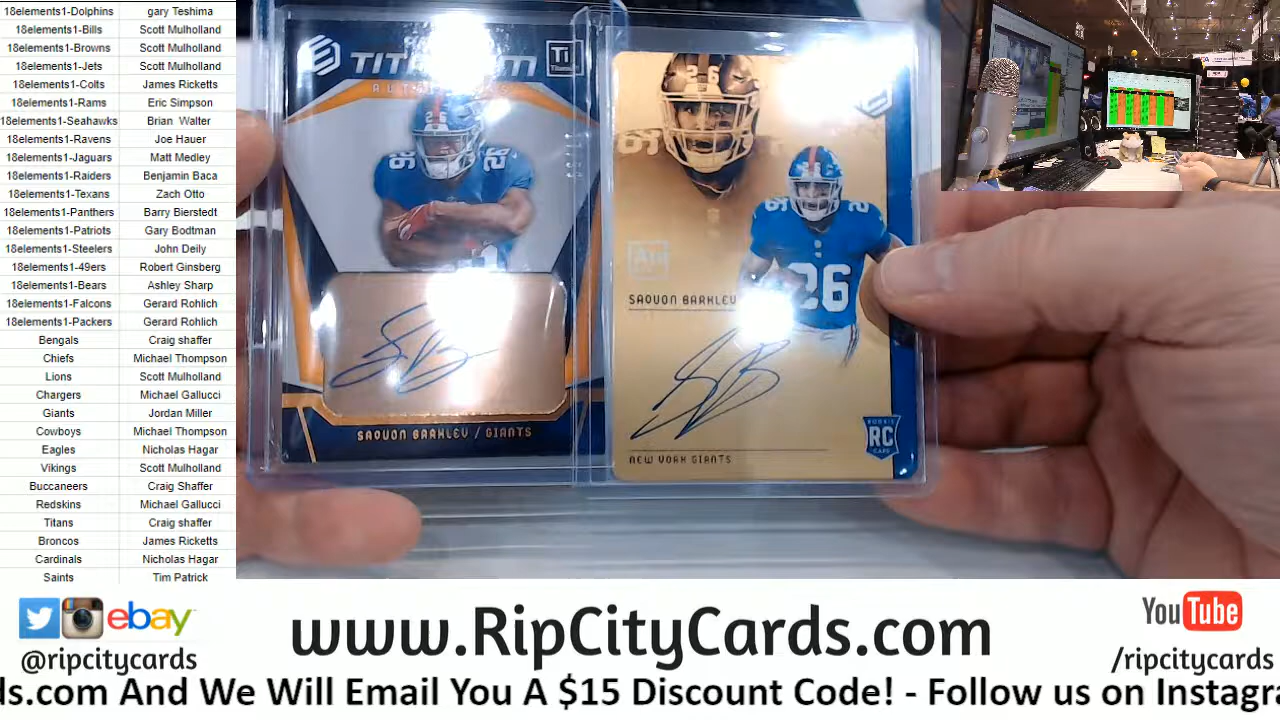 18elements1-Dolphins gary Teshima
18elements1-Bills Scott Mulholland
18elements1-Browns Scott Mulholland
18elements1-Jets Scott Mulholland
18elements1-Colts James Ricketts
18elements1-Rams Eric Simpson
18elements1-Seahawks Brian Walter
18elements1-Ravens Joe Hauer
18elements1-Jaguars Matt Medley
18elements1-Raiders Benjamin Baca
18elements1-Texans Zach Otto
18elements1-Panthers Barry Bierstedt
18elements1-Patriots Gary Bodtman
18elements1-Steelers John Deily
18elements1-49ers Robert Ginsberg
18elements1-Bears Ashley Sharp
18elements1-Falcons Gerard Rohlich
18elements1-Packers Gerard Rohlich
Bengals Craig shaffer
Chiefs Michael Thompson
Lions Scott Mulholland
Chargers Michael Gallucci
Giants Jordan Miller
Cowboys Michael Thompson
Eagles Nicholas Hagar
Vikings Scott Mulholland
Buccaneers Craig Shaffer
Redskins Michael Gallucci
Titans Craig shaffer
Broncos James Ricketts
Cardinals Nicholas Hagar
Saints Tim Patrick
Ti
26
SAQUON BARKLEY / GIANTS
26
26
26
Au
SAQUON BARKLEY
NEW YORK GIANTS
ROOKIE
RC
CARD
ebay
@ripcitycards
www.RipCityCards.com
YouTube
/ripcitycards
ds.com And We Will Email You A $15 Discount Code! - Follow us on Instagra